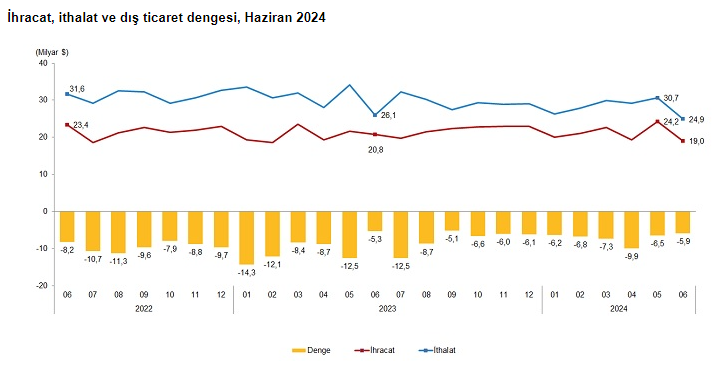 İhracat, ithalat ve dış ticaret dengesi, Haziran 2024
(Milyar $)
40
31,6
30,7
30
26,1
24,9
23,4
24,2
20
20,8
19,0
10
0
-8,2 -10,7 -11,3 -9,6 -7,9 -8,8 -9,7 -14,3 -12,1 -8,4 -8,7 -12,5 -5,3 -12,5 -8,7 -5,1 -6,6 -6,0 -6,1 -6,2 -6,8 -7,3 -9,9 -6,5 -5,9
-10
-20
06 07 08 09 10 11 12 01 02 03 04 05 06 07 08 09 10 11 12 01 02 03 04 05 06
2022 2023 2024
Denge İhracat İthalat